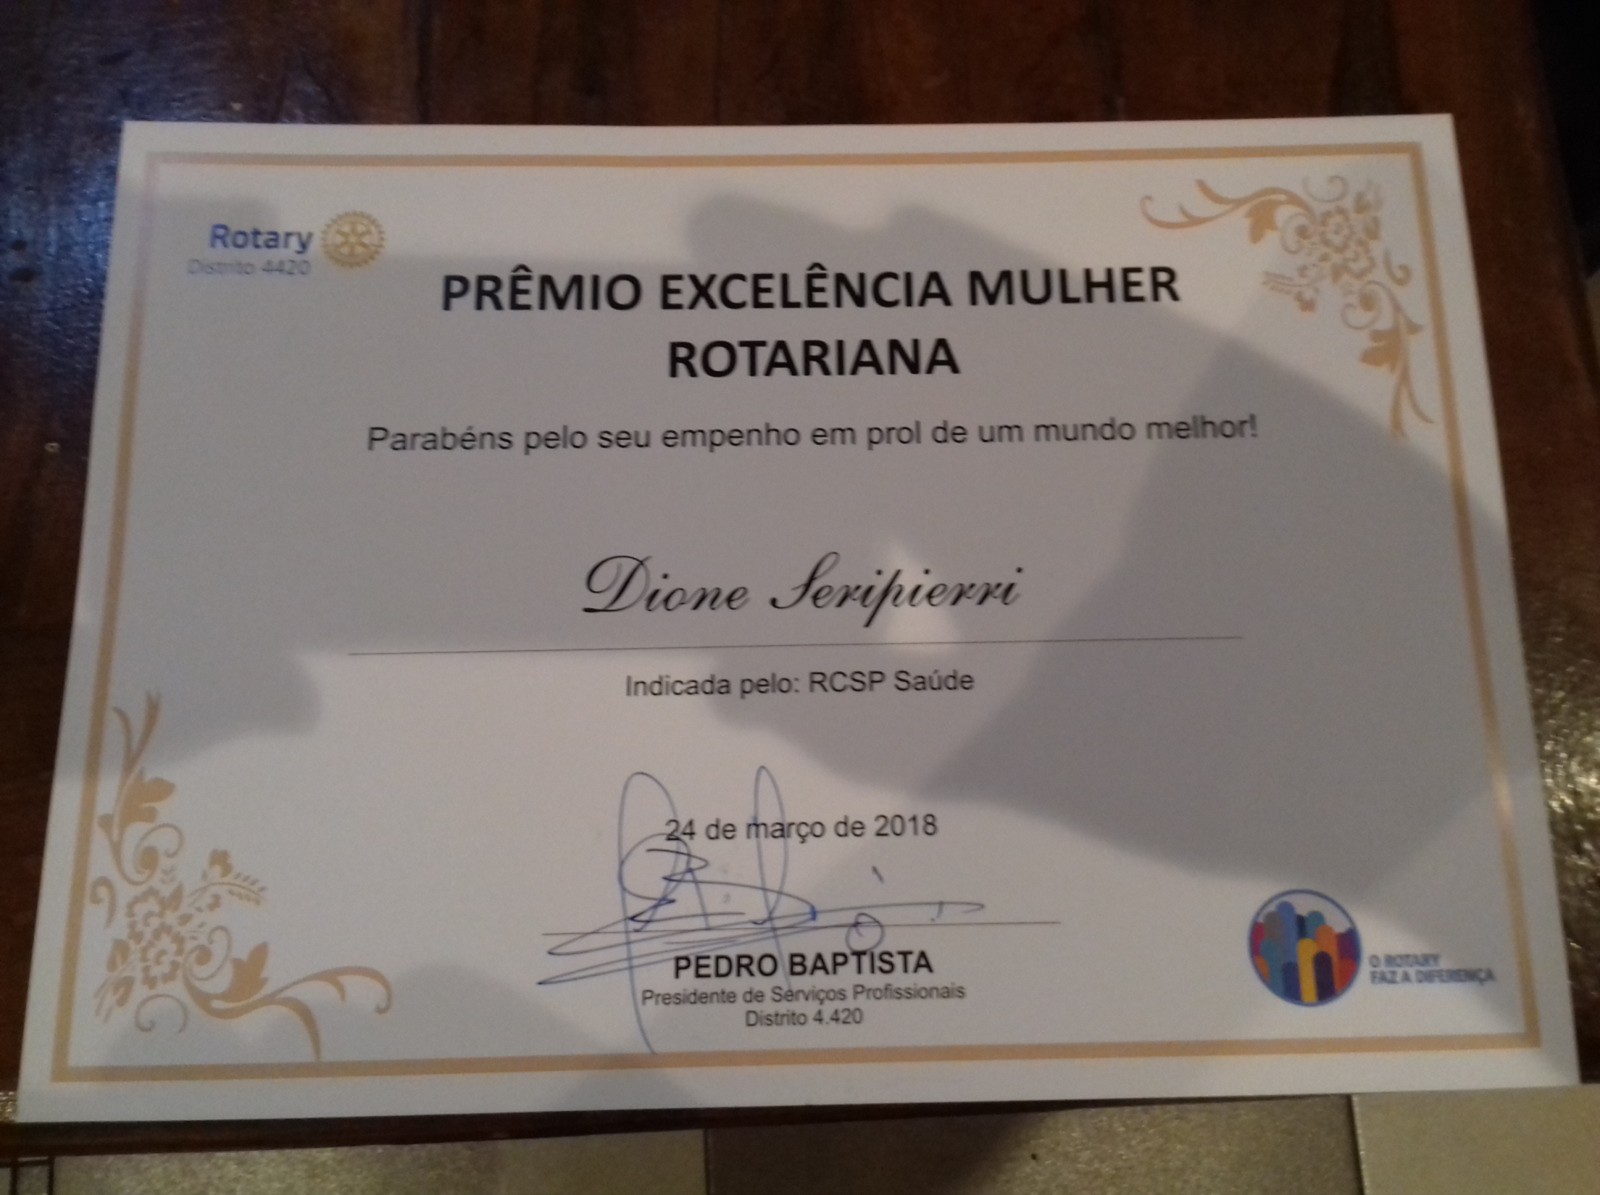 Rotary
Distrito 4420
PRÊMIO EXCELÊNCIA MULHER
ROTARIANA
Parabéns pelo seu empenho em prol de um mundo melhor!
Dione Seripierri
Indicada pelo: RCSP Saúde
24 de março de 2018
PEDRO BAPTISTA
Presidente de Serviços Profissionais
Distrito 4.420
O ROTARY
FAZ A DIFERENÇA